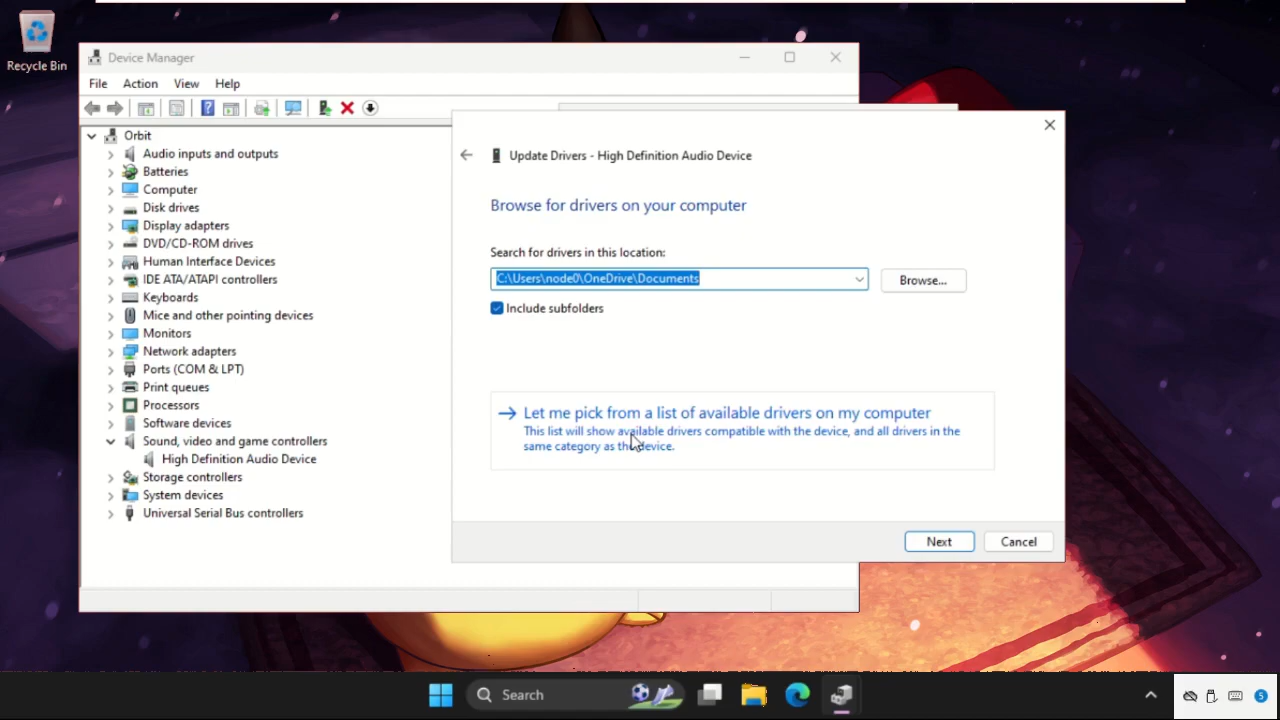 Recycle Bin
Device Manager
File Action View Help
Orbit
Audio inputs and outputs
Batteries
Computer
Disk drives
Display adapters
DVD/CD-ROM drives
Human Interface Devices
IDE ATA/ATAPI controllers
Keyboards
Mice and other pointing devices
Monitors
Network adapters
Ports (COM & LPT)
Print queues
Processors
Software devices
Sound, video and game controllers
High Definition Audio Device
Storage controllers
System devices
Universal Serial Bus controllers
Update Drivers - High Definition Audio Device
Browse for drivers on your computer
Search for drivers in this location:
C:\Users\node0\OneDrive\Documents
Browse...
Include subfolders
Let me pick from a list of available drivers on my computer
This list will show available drivers compatible with the device, and all drivers in the
same category as the device.
Next Cancel
Search
5